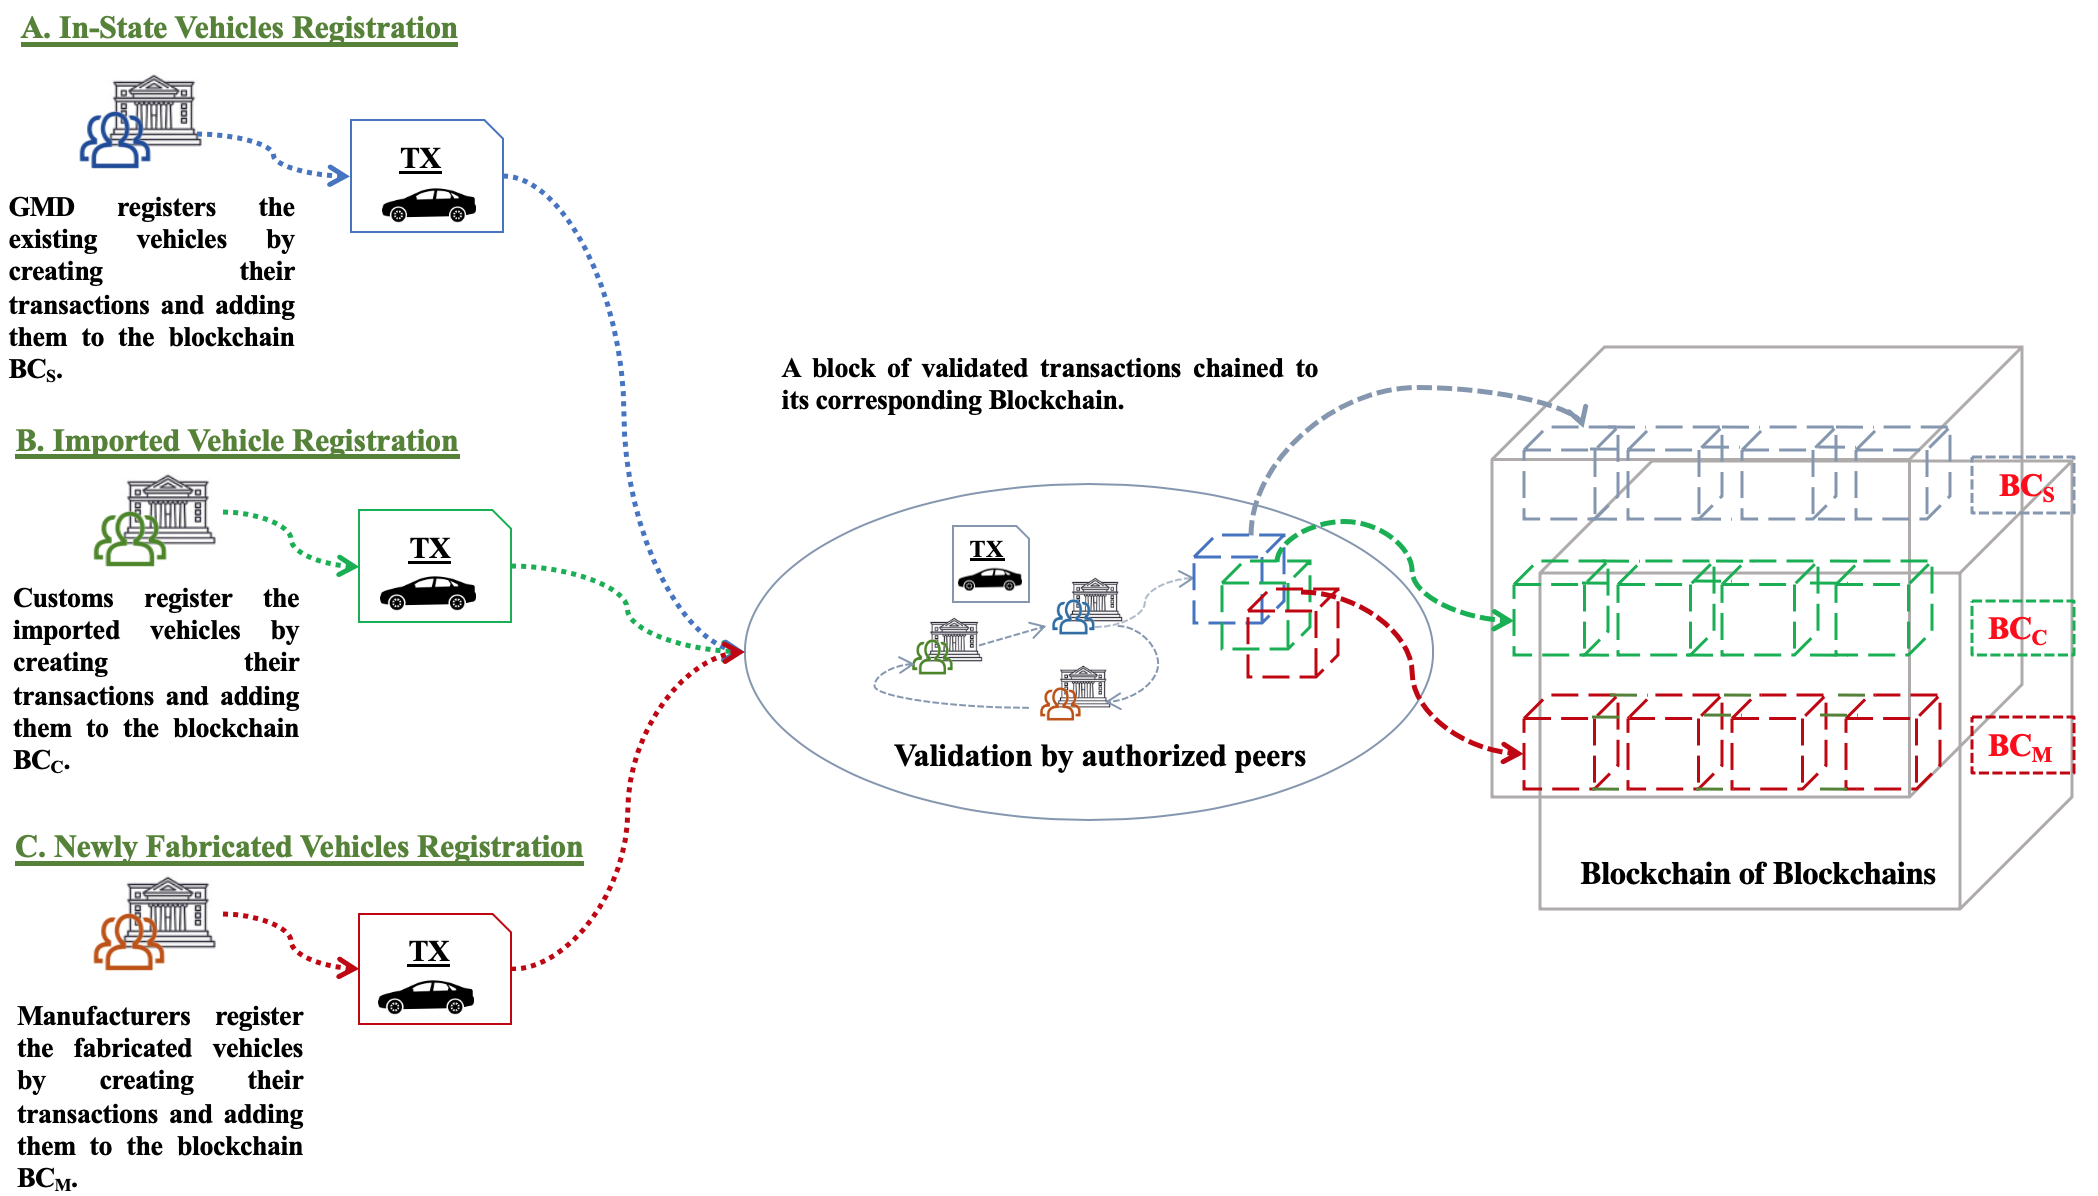 A. In-State Vehicles Registration
TX
GMD registers the
existing vehicles by
creating their
transactions and adding
them to the blockchain
BCS.
B. Imported Vehicle Registration
TX
Customs register the
imported vehicles by
creating their
transactions and adding
them to the blockchain
BCC.
C. Newly Fabricated Vehicles Registration
TX
Manufacturers register
the fabricated vehicles
by creating their
transactions and adding
them to the blockchain
BCM.
A block of validated transactions chained to
its corresponding Blockchain.
TX
Validation by authorized peers
BCS
BCC
BCM
Blockchain of Blockchains